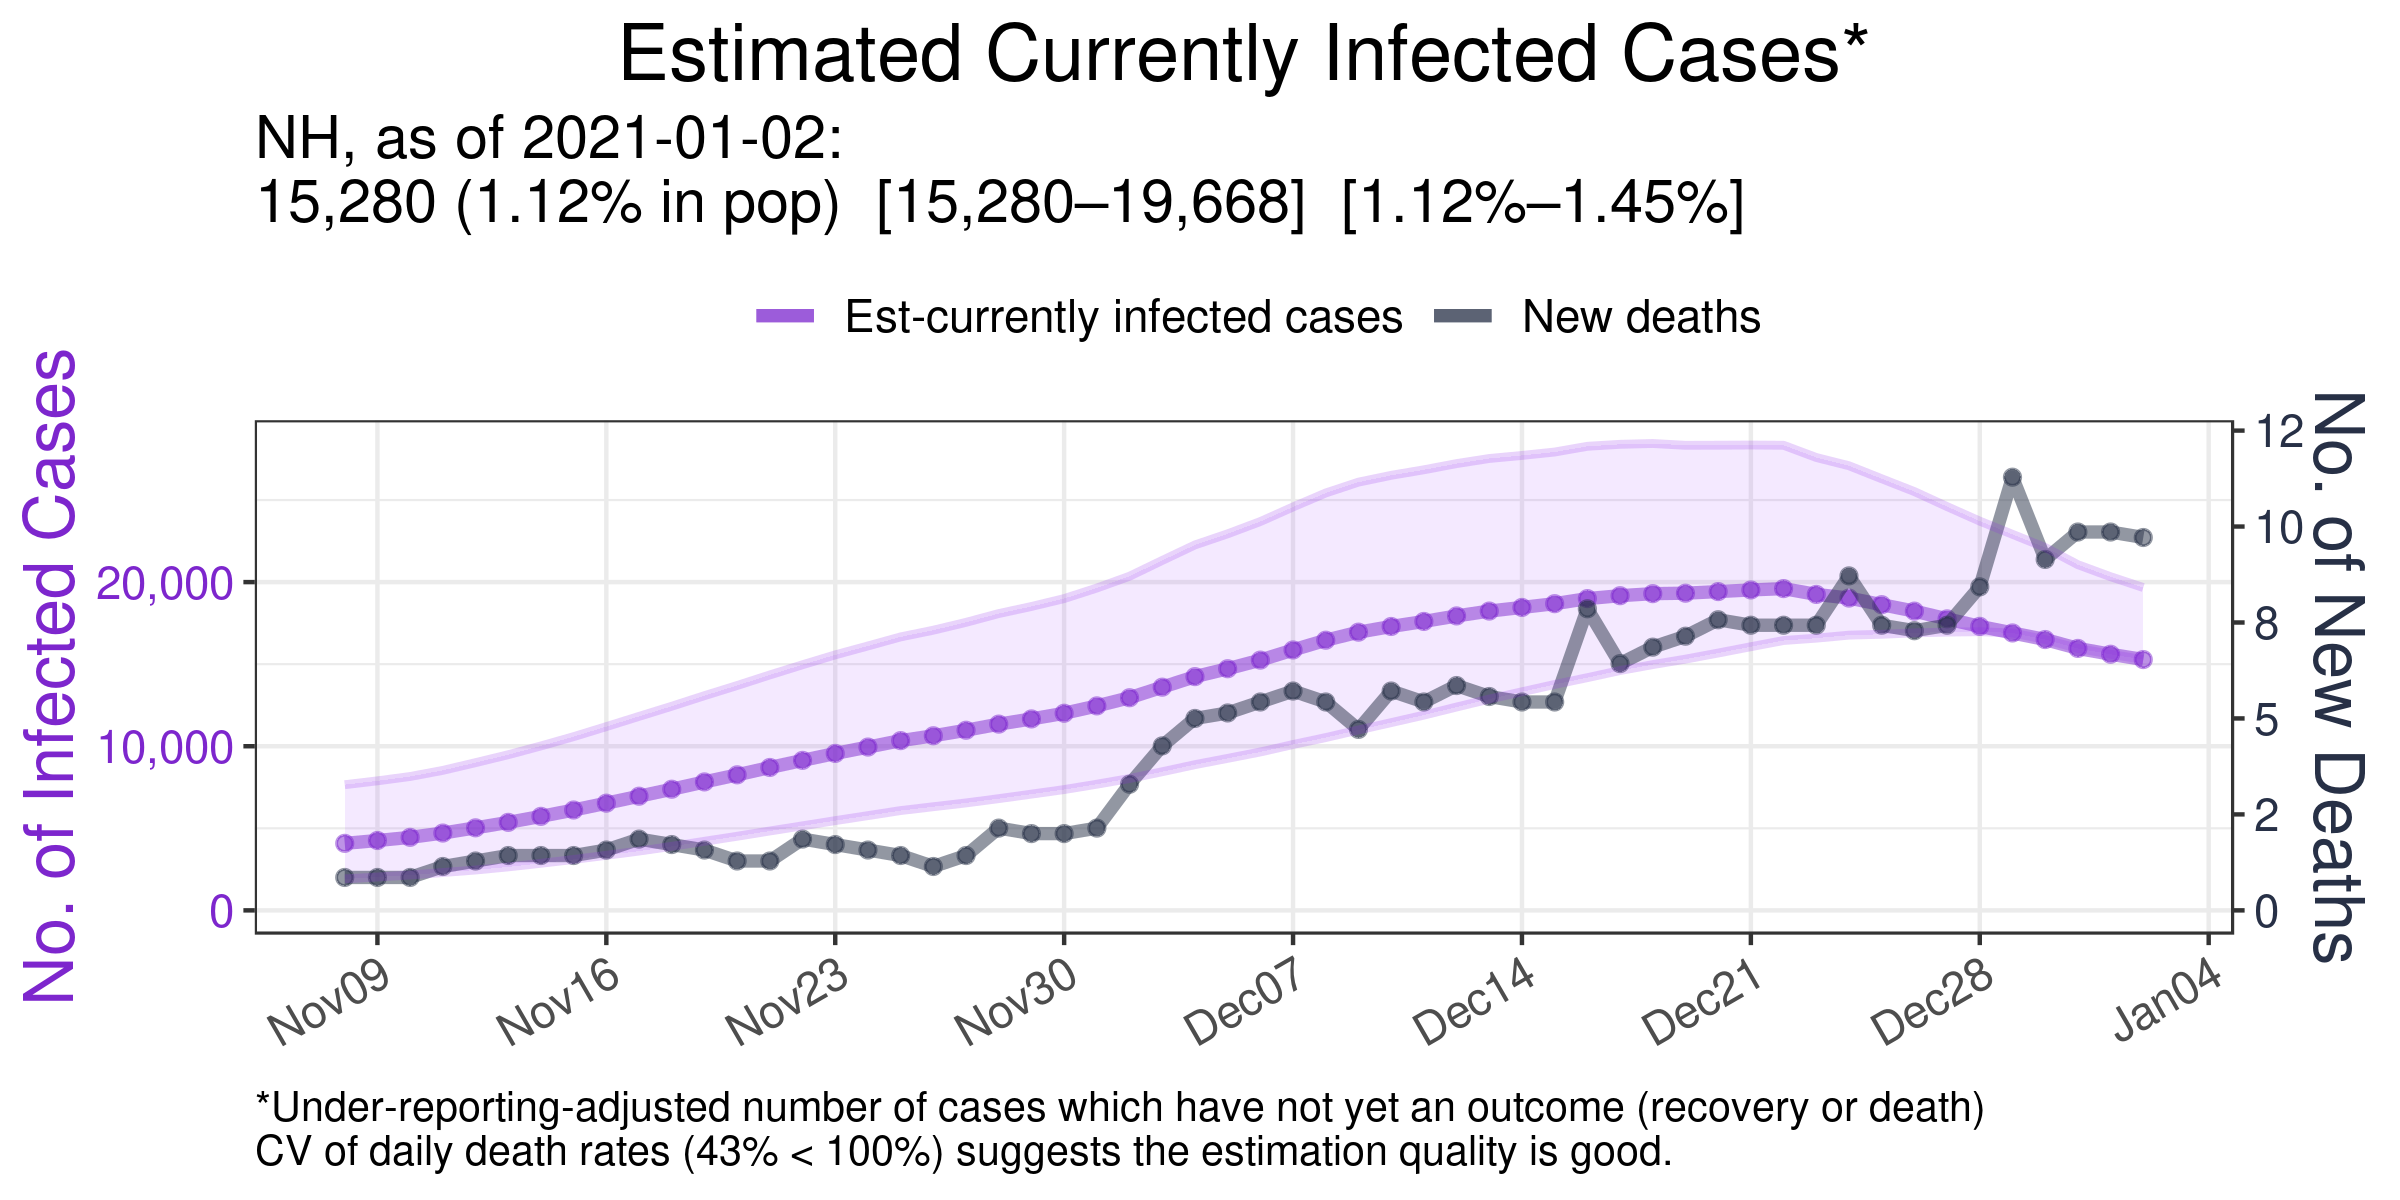 Estimated Currently Infected Cases*
NH, as of 2021-01-02:
15,280 (1.12% in pop)  [15,280–19,668]  [1.12%–1.45%]
Est-currently infected cases
New deaths
No. of Infected Cases
20,000
10,000
0
12
10
8
5
2
0
No. of New Deaths
Nov09
Nov16
Nov23
Nov30
Dec07
Dec14
Dec21
Dec28
Jan04
*Under-reporting-adjusted number of cases which have not yet an outcome (recovery or death)
CV of daily death rates (43% < 100%) suggests the estimation quality is good.